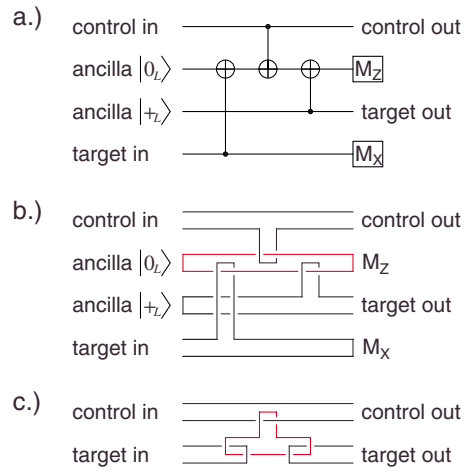 a.)
control in control out
ancilla |0_L⟩ M_Z
ancilla |+_L⟩ target out
target in M_X
b.)
control in control out
ancilla |0_L⟩ M_Z
ancilla |+_L⟩ target out
target in M_X
c.)
control in control out
target in target out